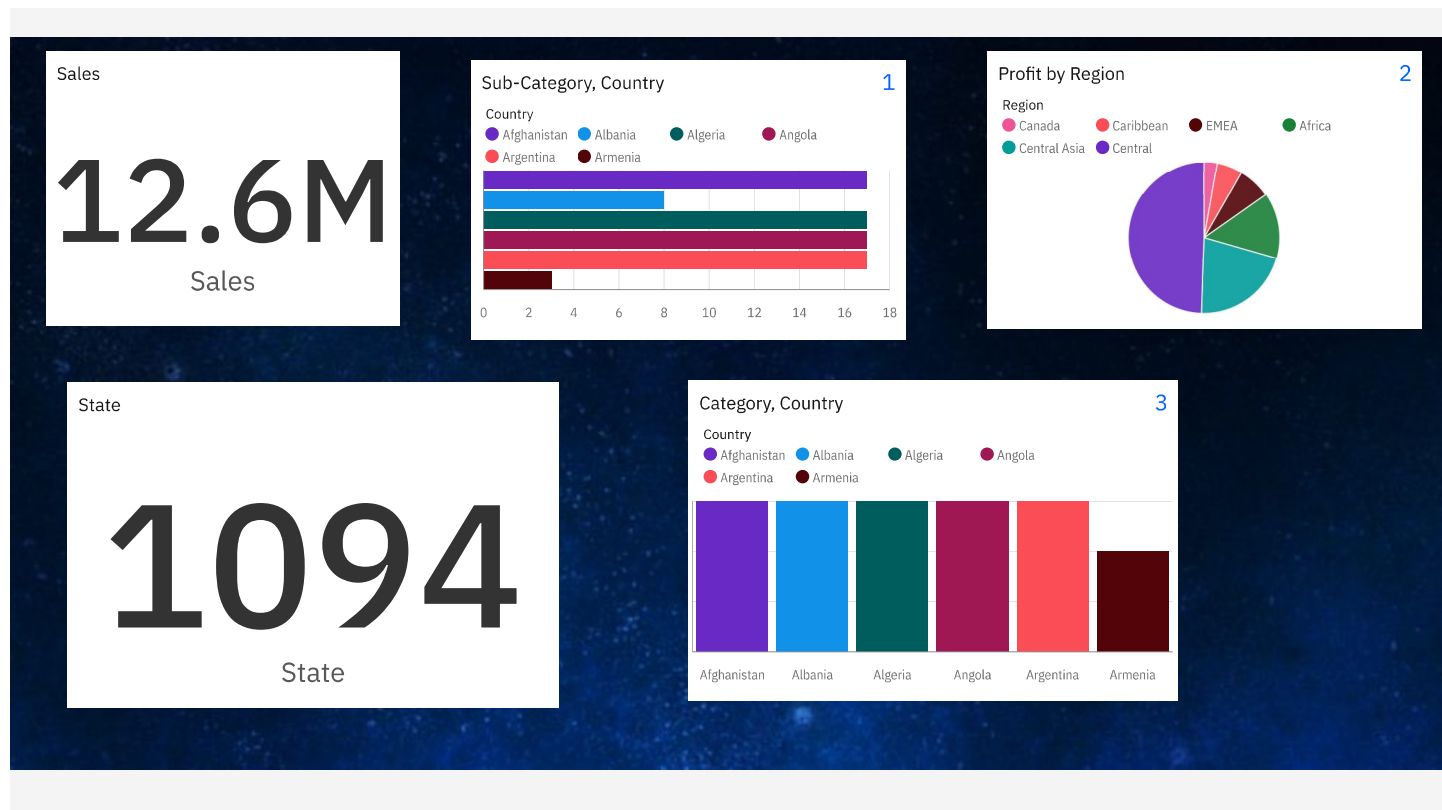 Sales
12.6M
Sales
Sub-Category, Country 1
Country
Afghanistan Albania Algeria Angola
Argentina Armenia
0 2 4 6 8 10 12 14 16 18
Profit by Region 2
Region
Canada Caribbean EMEA Africa
Central Asia Central
State
1094
State
Category, Country 3
Country
Afghanistan Albania Algeria Angola
Argentina Armenia
Afghanistan Albania Algeria Angola Argentina Armenia